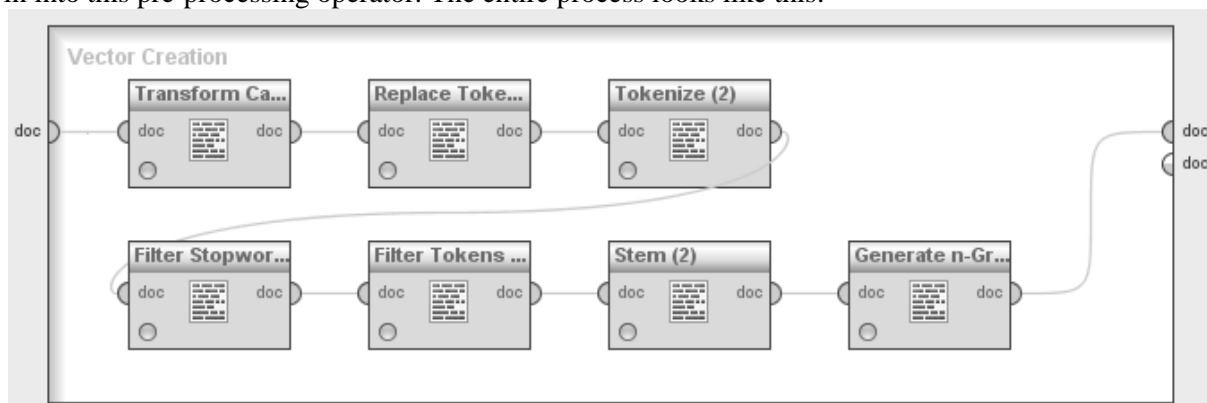 in into this pre-processing operator. The entire process looks like this:
Vector Creation
Transform Ca... Replace Toke... Tokenize (2)
doc doc doc doc doc doc doc doc
doc
Filter Stopwor... Filter Tokens ... Stem (2) Generate n-Gr...
doc doc doc doc doc doc doc doc